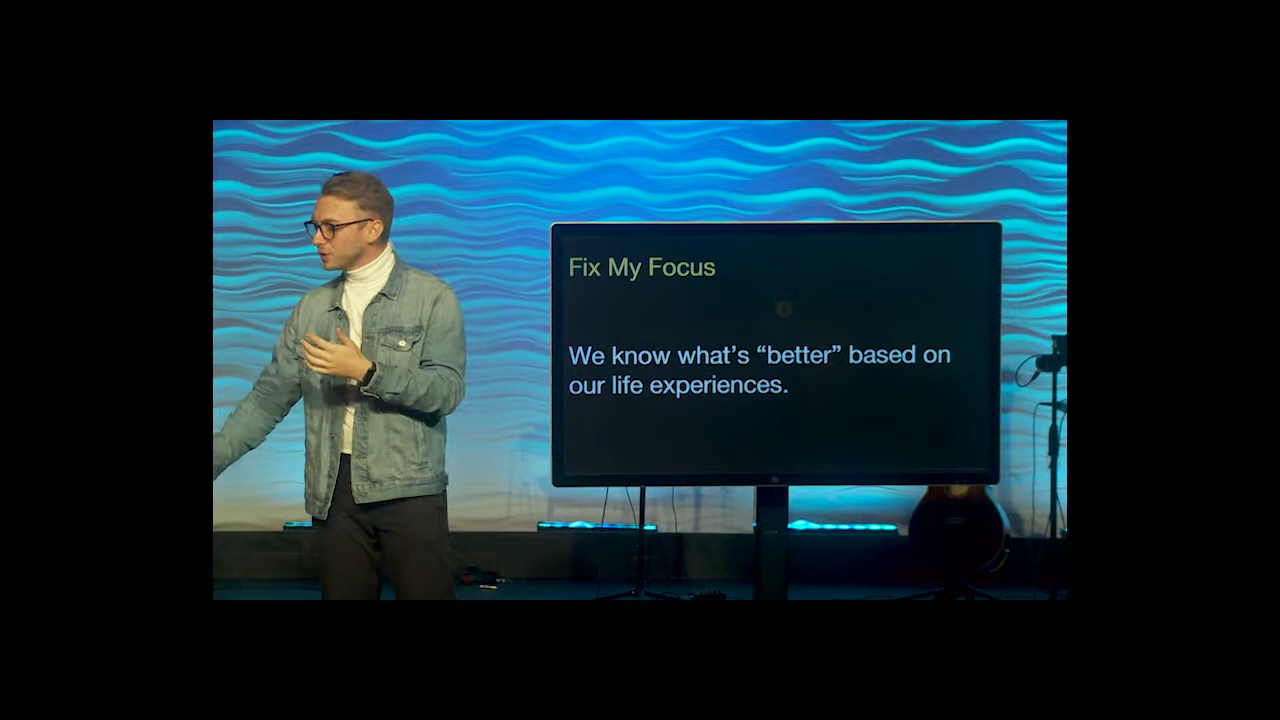 Fix My Focus
We know what’s “better” based on
our life experiences.